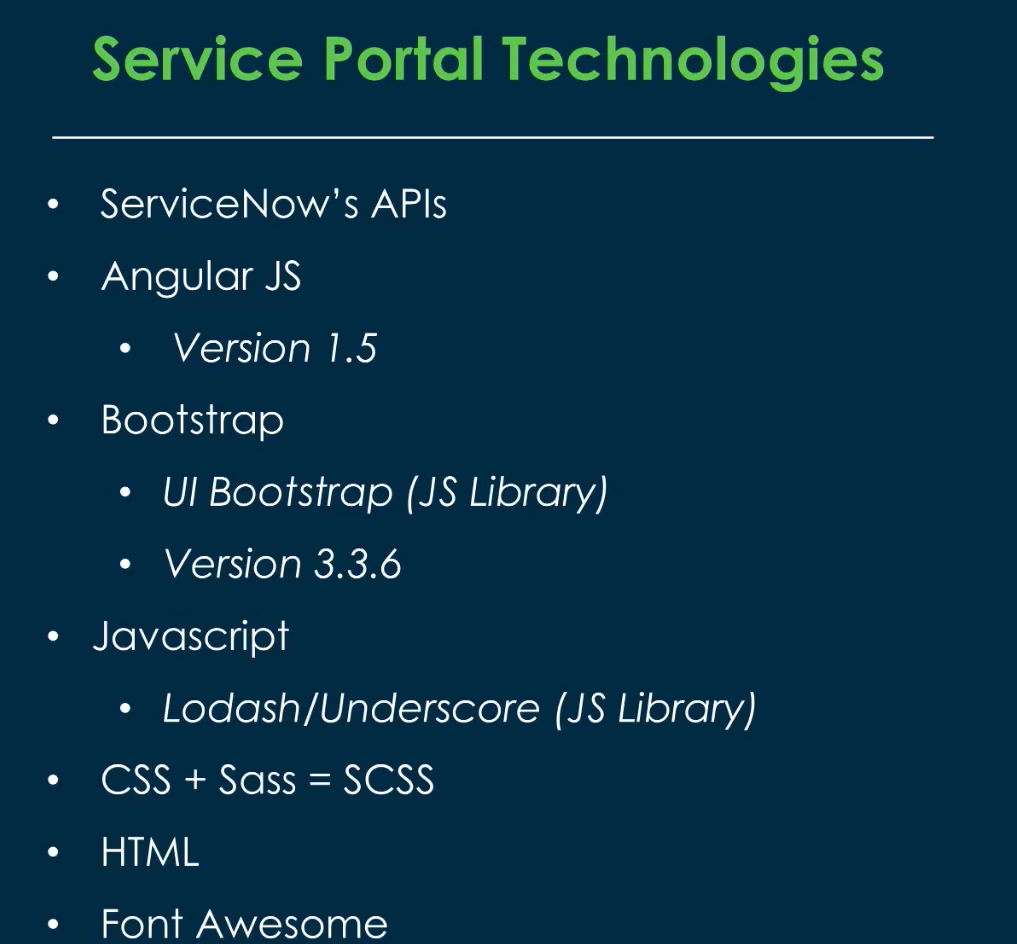 Service Portal Technologies
• ServiceNow’s APIs
• Angular JS
• Version 1.5
• Bootstrap
• UI Bootstrap (JS Library)
• Version 3.3.6
• Javascript
• Lodash/Underscore (JS Library)
• CSS + Sass = SCSS
• HTML
• Font Awesome